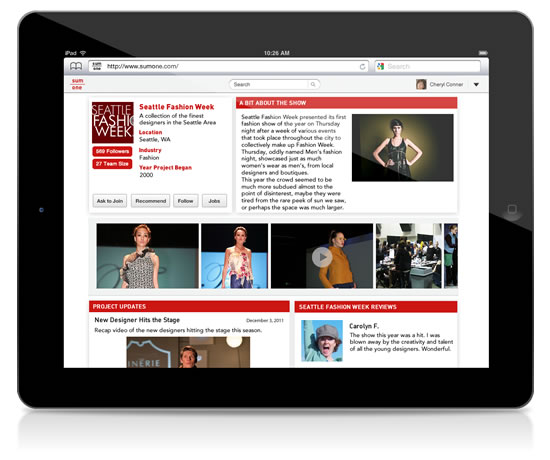 iPad
10:26 AM
sum
one
http://www.sumone.com/
Search
sum
one
Search
Cheryl Conner
SEATTLE
FASHION
WEEK
Seattle Fashion Week
A collection of the finest
designers in the Seattle Area
Location
Seattle, WA
Industry
Fashion
Year Project Began
2000
569 Followers
27 Team Size
Ask to Join
Recommend
Follow
Jobs
A BIT ABOUT THE SHOW
Seattle Fashion Week presented its first
fashion show of the year on Thursday
night after a week of various events
that took place throughout the city to
collectively make up Fashion Week.
Thursday, oddly named Men's fashion
night, showcased just as much
women's wear as men's, from local
designers and boutiques.
This year the crowd seemed to be
much more subdued almost to the
point of disinterest, maybe they were
tired from the rare peek of sun we saw,
or perhaps the space was much larger.
PROJECT UPDATES
New Designer Hits the Stage
December 3, 2011
Recap video of the new designers hitting the stage this season.
INÉRIE
SEATTLE FASHION WEEK REVIEWS
Carolyn F.
The show this year was a hit. I was
blown away by the creativity and talent
of all the young designers. Wonderful.